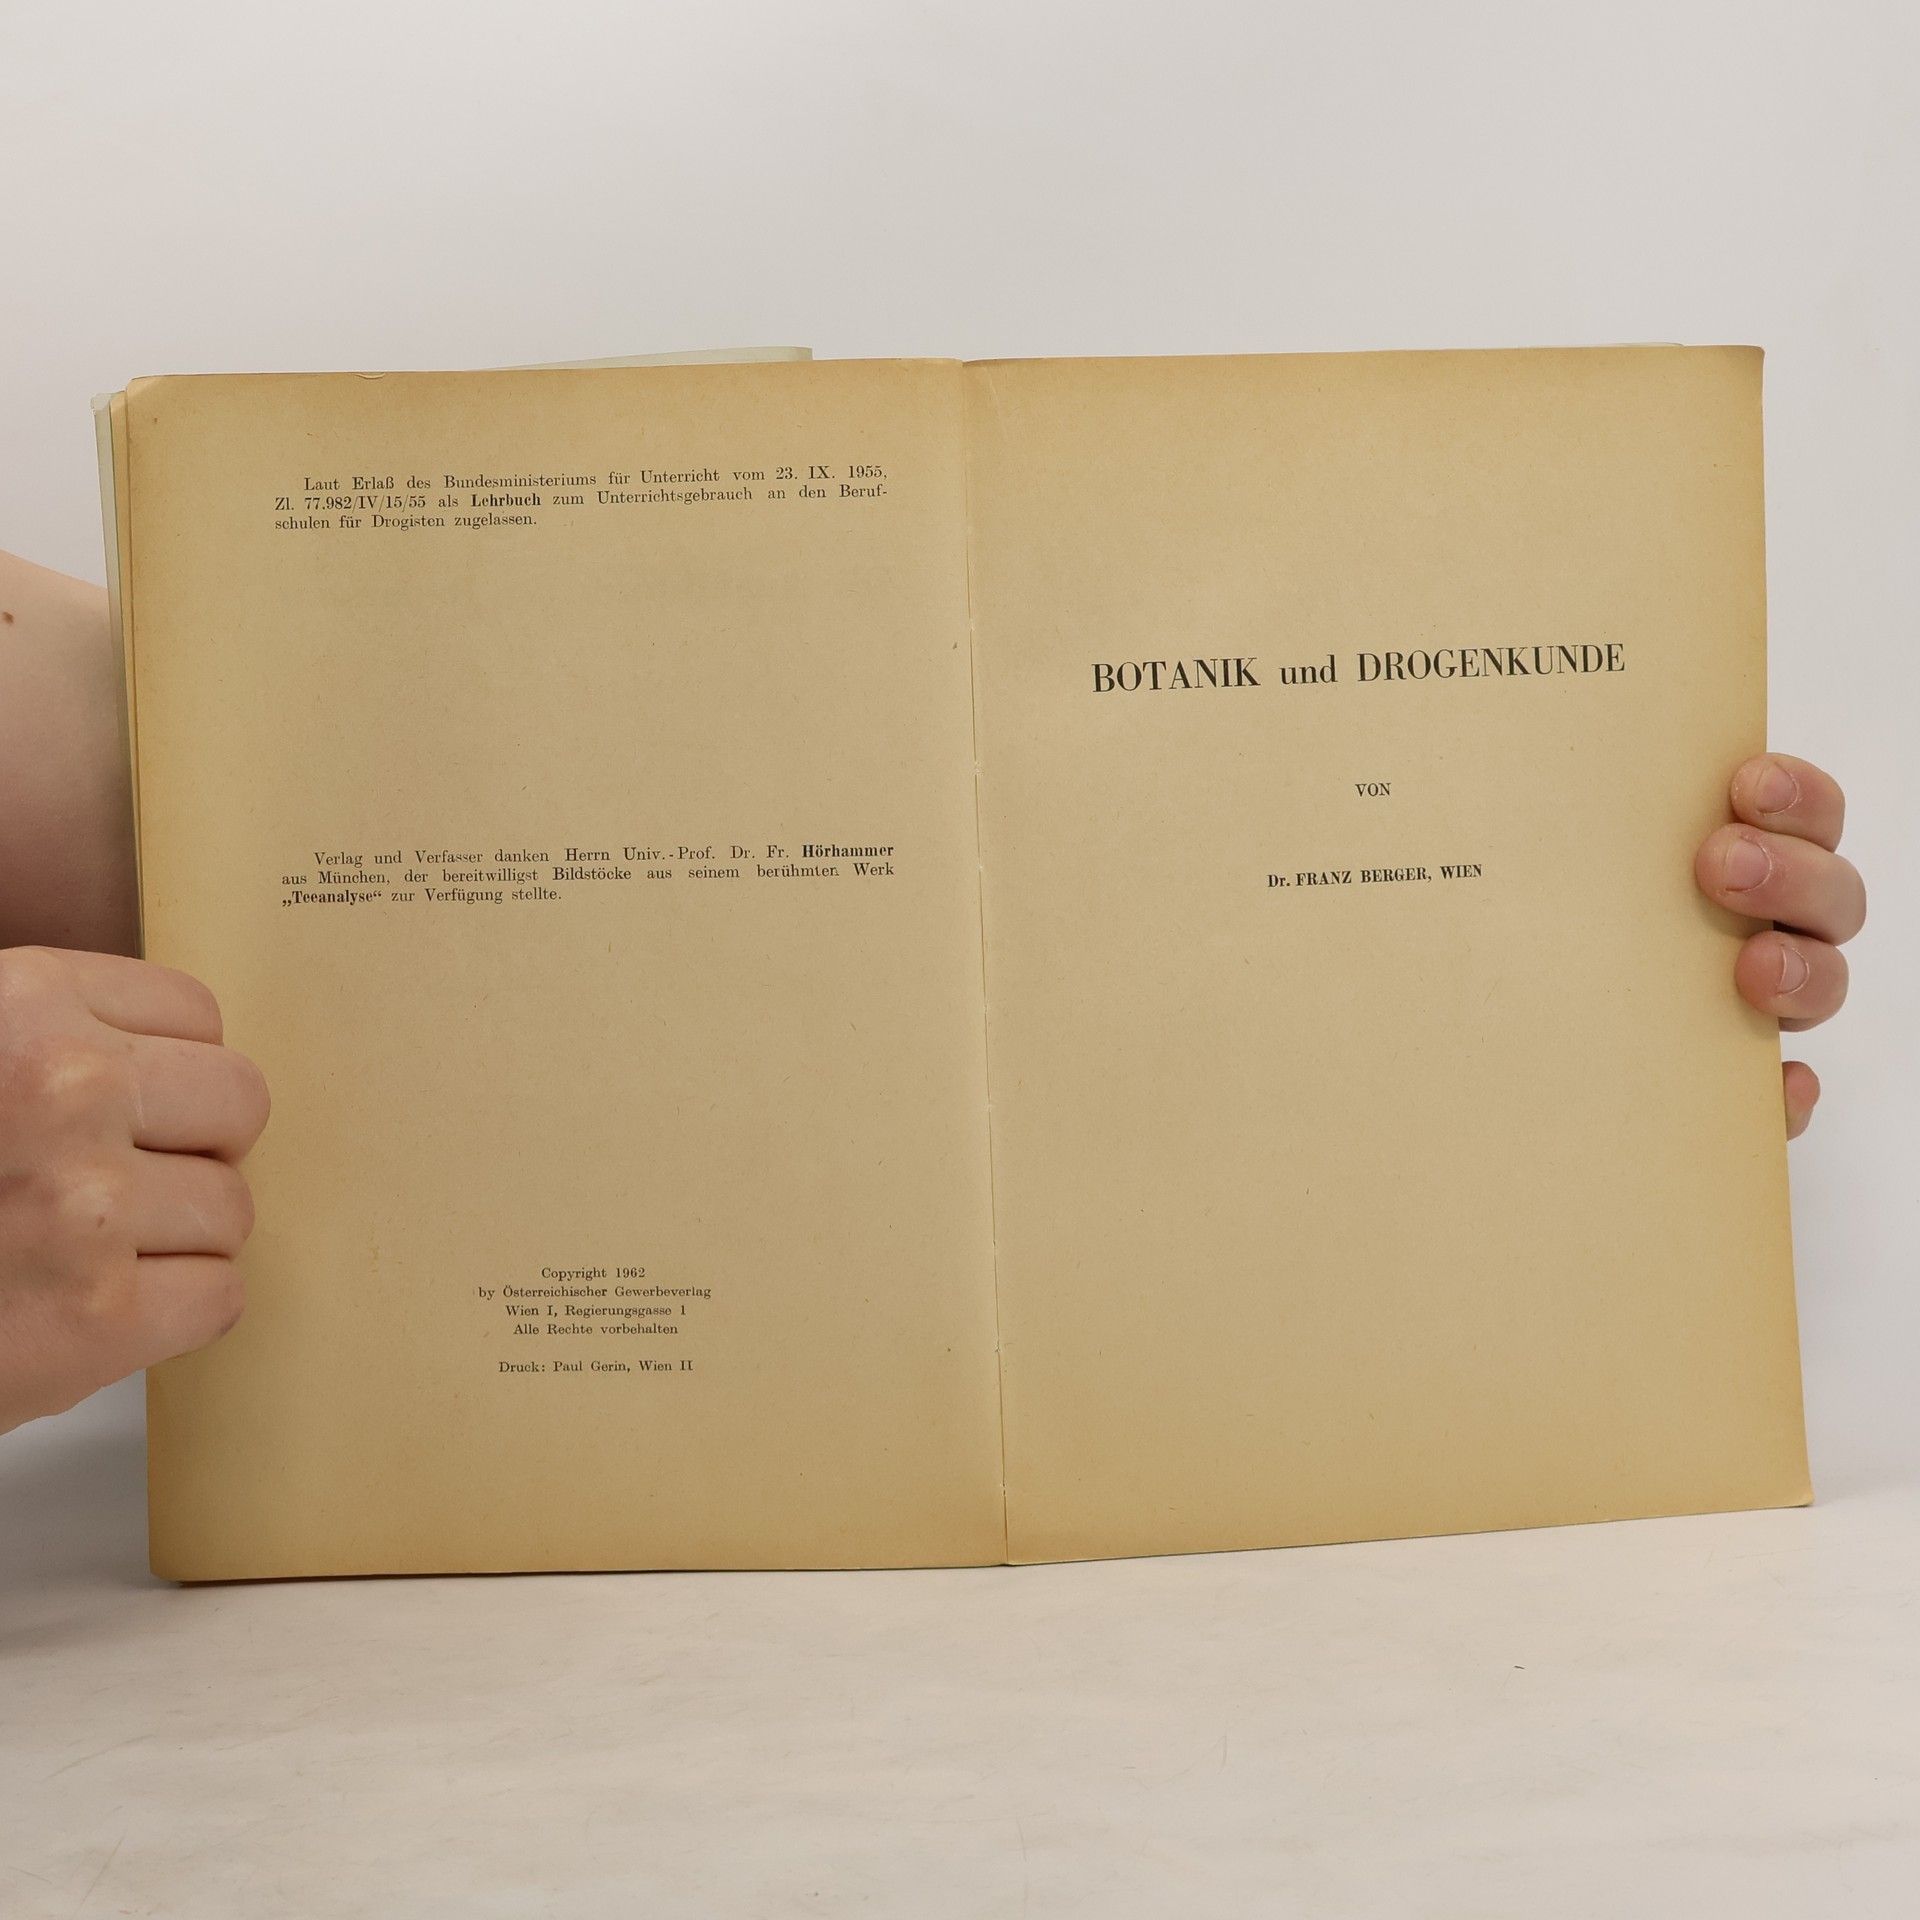 Laut Erlaß des Bundesministeriums für Unterricht vom 23. IX. 1955,
Zl. 77.982/IV/15/55 als Lehrbuch zum Unterrichtsgebrauch an den Beruf-
schulen für Drogisten zugelassen.
Verlag und Verfasser danken Herrn Univ.-Prof. Dr. Fr. Hörhammer
aus München, der bereitwilligst Bildstöcke aus seinem berühmten Werk
„Teeanalyse“ zur Verfügung stellte.
Copyright 1962
by Österreichischer Gewerbeverlag
Wien I, Regierungsgasse 1
Alle Rechte vorbehalten
Druck: Paul Gerin, Wien II
BOTANIK und DROGENKUNDE
VON
Dr. FRANZ BERGER, WIEN